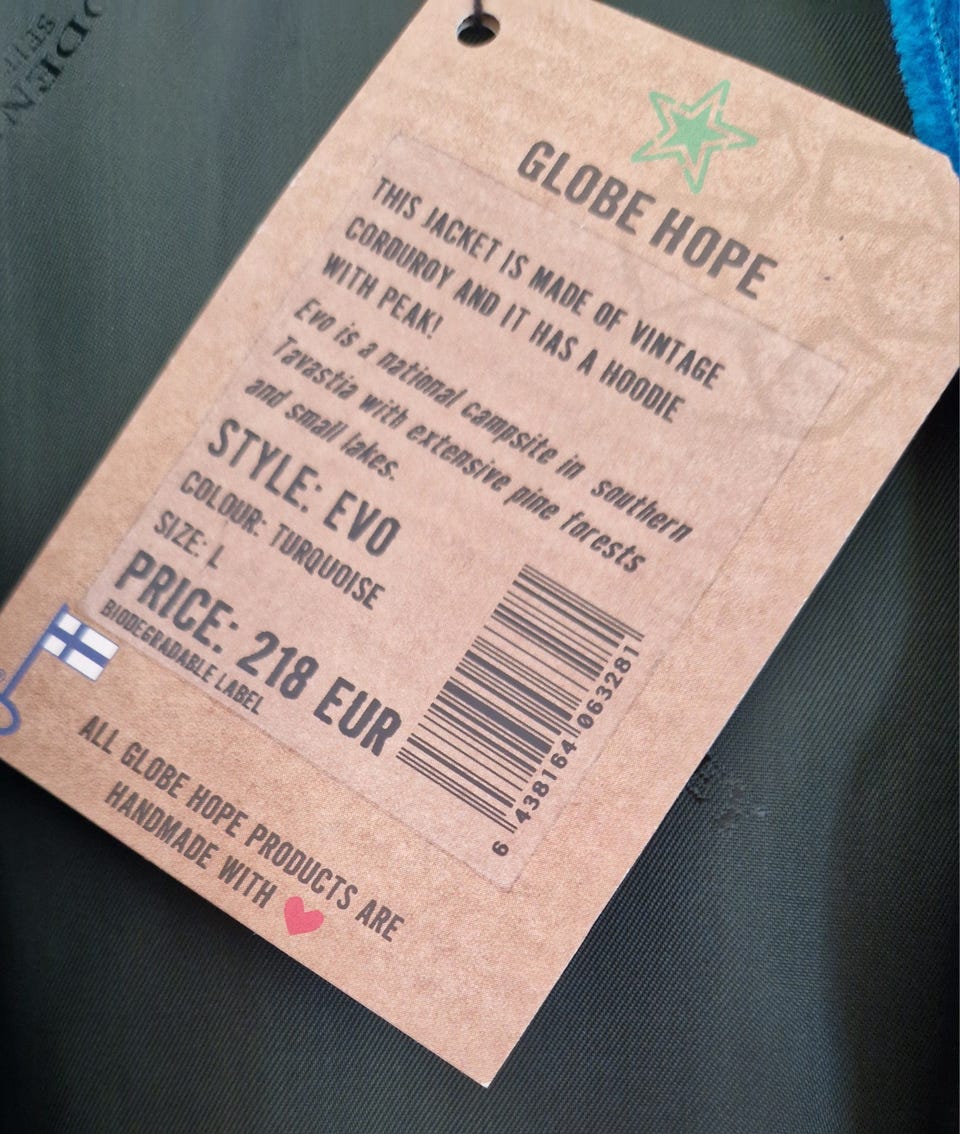 GLOBE HOPE
THIS JACKET IS MADE OF VINTAGE
CORDUROY AND IT HAS A HOODIE
WITH PEAK!
Evo is a national campsite in southern
Tavastia with extensive pine forests
and small lakes.
STYLE: EVO
COLOUR: TURQUOISE
SIZE: L
PRICE: 218 EUR
BIODEGRADABLE LABEL
6 438164 063281
ALL GLOBE HOPE PRODUCTS ARE
HANDMADE WITH